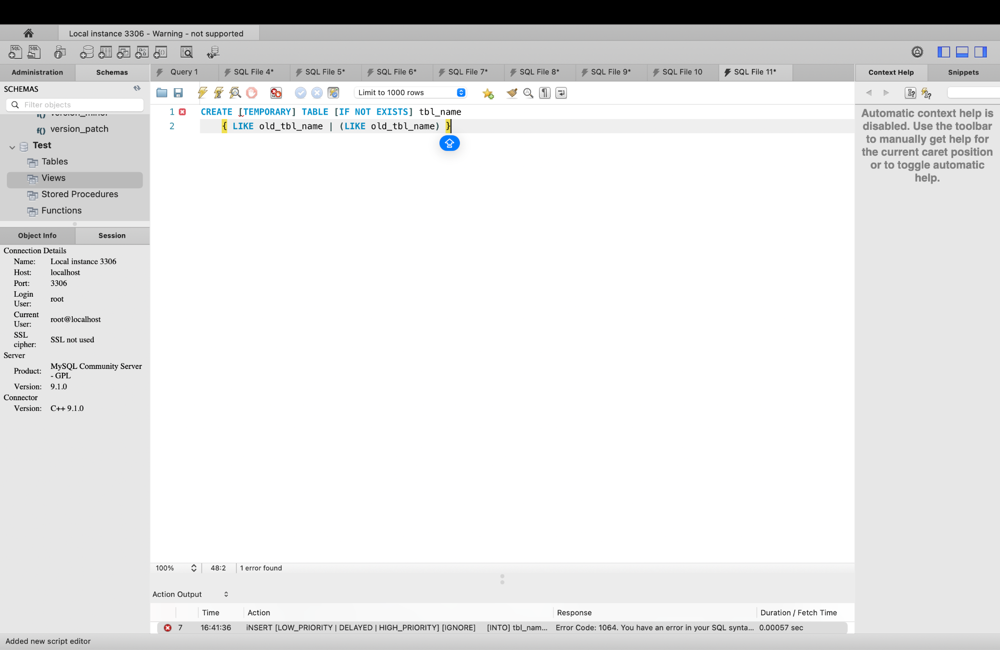 Local instance 3306 - Warning - not supported
Administration
Schemas
Query 1
SQL File 4*
SQL File 5*
SQL File 6*
SQL File 7*
SQL File 8*
SQL File 9*
SQL File 10
SQL File 11*
Context Help
Snippets
SCHEMAS
Filter objects
f() version_minor
f() version_patch
Test
Tables
Views
Stored Procedures
Functions
Limit to 1000 rows
1 CREATE [TEMPORARY] TABLE [IF NOT EXISTS] tbl_name
2 { LIKE old_tbl_name | (LIKE old_tbl_name) }
Automatic context help is
disabled. Use the toolbar
to manually get help for
the current caret position
or to toggle automatic
help.
Object Info
Session
Connection Details
Name: Local instance 3306
Host: localhost
Port: 3306
Login
User: root
Current
User: root@localhost
SSL
cipher: SSL not used
Server
Product: MySQL Community Server
- GPL
Version: 9.1.0
Connector
Version: C++ 9.1.0
100%
48:2
1 error found
Action Output
Time Action Response Duration / Fetch Time
7 16:41:36 iNSERT [LOW_PRIORITY | DELAYED | HIGH_PRIORITY] [IGNORE] [INTO] tbl_nam... Error Code: 1064. You have an error in your SQL synta... 0.00057 sec
Added new script editor